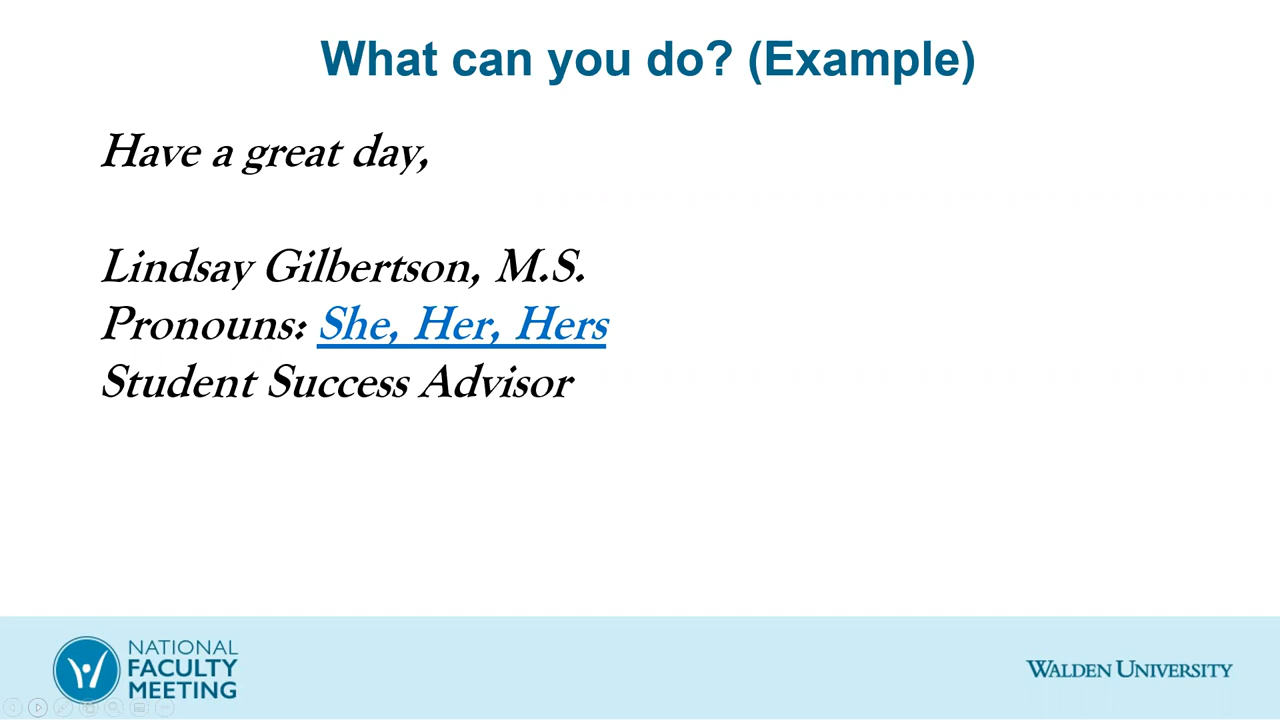 What can you do? (Example)
Have a great day,
Lindsay Gilbertson, M.S.
Pronouns: She, Her, Hers
Student Success Advisor
NATIONAL
FACULTY
MEETING
WALDEN UNIVERSITY